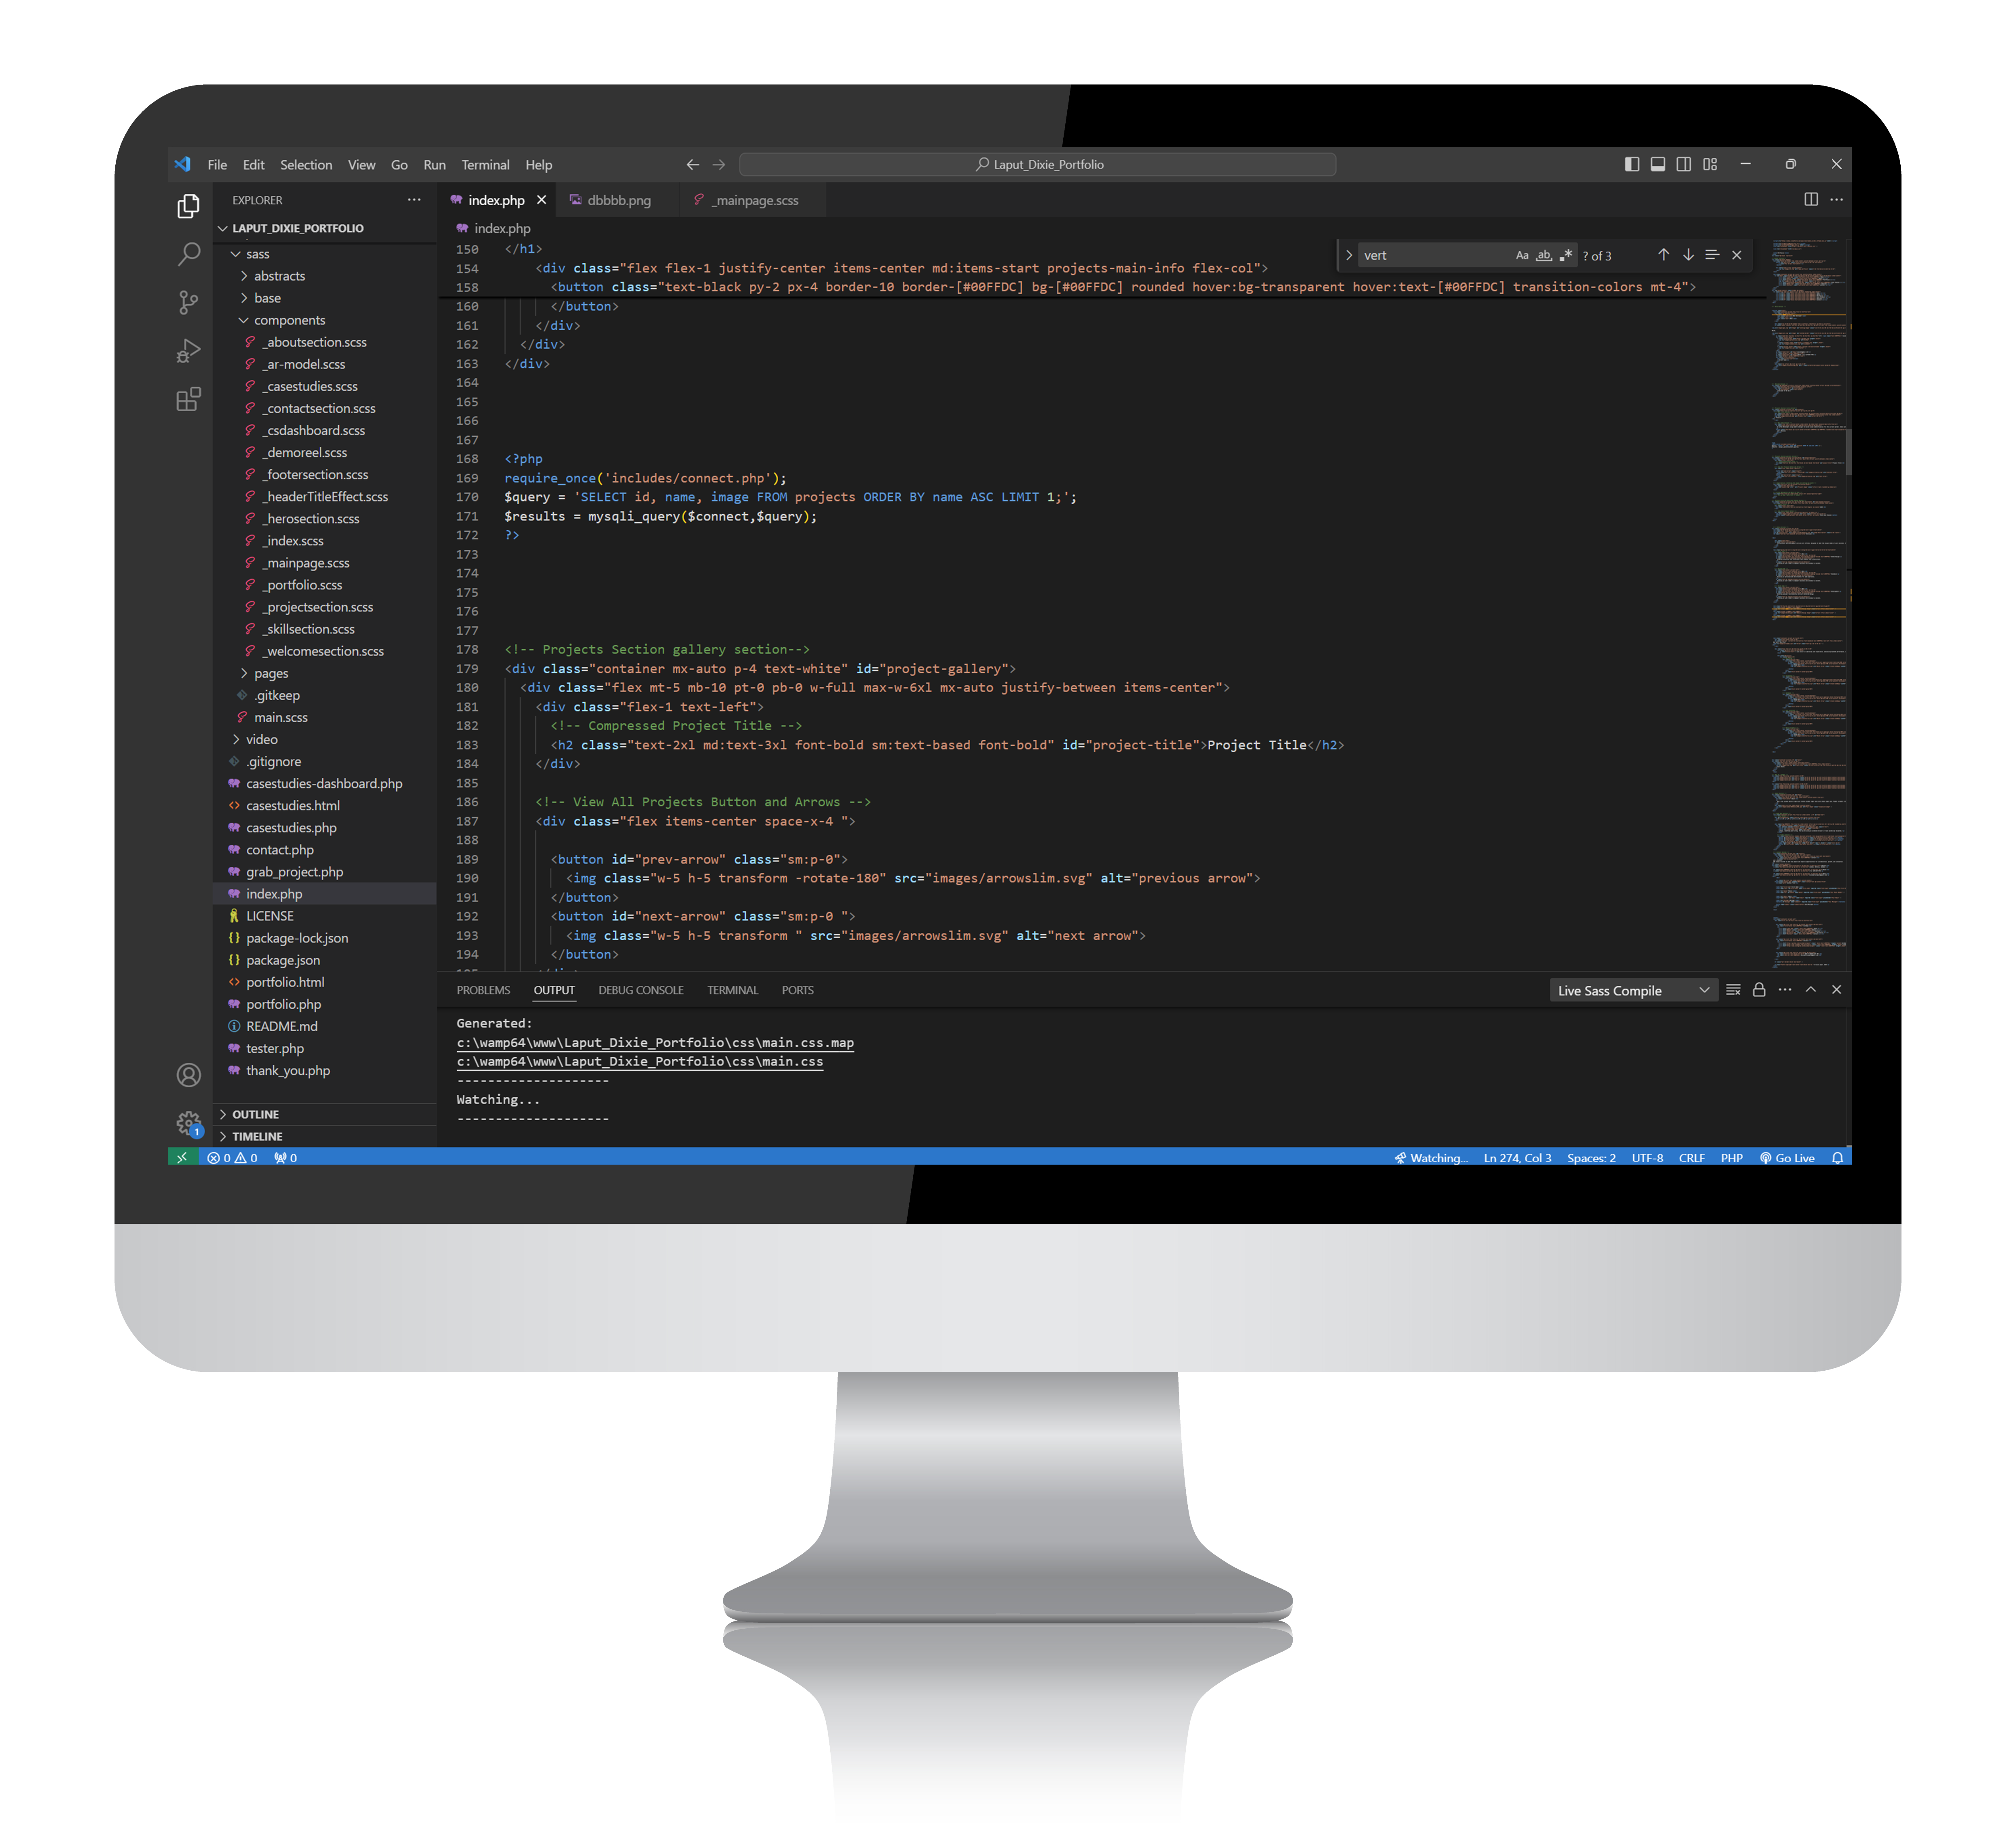 File Edit Selection View Go Run Terminal Help
Laput_Dixie_Portfolio
EXPLORER
LAPUT_DIXIE_PORTFOLIO
sass
abstracts
base
components
_aboutsection.scss
_ar-model.scss
_casestudies.scss
_contactsection.scss
_csdashboard.scss
_demoreel.scss
_footersection.scss
_headerTitleEffect.scss
_herosection.scss
_index.scss
_mainpage.scss
_portfolio.scss
_projectsection.scss
_skillsection.scss
_welcomesection.scss
pages
.gitkeep
main.scss
video
.gitignore
casestudies-dashboard.php
casestudies.html
casestudies.php
contact.php
grab_project.php
index.php
LICENSE
package-lock.json
package.json
portfolio.html
portfolio.php
README.md
tester.php
thank_you.php
OUTLINE
TIMELINE
1
index.php dbbbb.png _mainpage.scss
index.php
vert Aa ab .* ? of 3
150 </h1>
154 <div class="flex flex-1 justify-center items-center md:items-start projects-main-info flex-col">
158 <button class="text-black py-2 px-4 border-10 border-[#00FFDC] bg-[#00FFDC] rounded hover:bg-transparent hover:text-[#00FFDC] transition-colors mt-4">
160 </button>
161 </div>
162 </div>
163 </div>
164
165
166
167
168 <?php
169 require_once('includes/connect.php');
170 $query = 'SELECT id, name, image FROM projects ORDER BY name ASC LIMIT 1;';
171 $results = mysqli_query($connect,$query);
172 ?>
173
174
175
176
177
178 <!-- Projects Section gallery section-->
179 <div class="container mx-auto p-4 text-white" id="project-gallery">
180 <div class="flex mt-5 mb-10 pt-0 pb-0 w-full max-w-6xl mx-auto justify-between items-center">
181 <div class="flex-1 text-left">
182 <!-- Compressed Project Title -->
183 <h2 class="text-2xl md:text-3xl font-bold sm:text-based font-bold" id="project-title">Project Title</h2>
184 </div>
185
186 <!-- View All Projects Button and Arrows -->
187 <div class="flex items-center space-x-4 ">
188
189 <button id="prev-arrow" class="sm:p-0">
190 <img class="w-5 h-5 transform -rotate-180" src="images/arrowslim.svg" alt="previous arrow">
191 </button>
192 <button id="next-arrow" class="sm:p-0 ">
193 <img class="w-5 h-5 transform " src="images/arrowslim.svg" alt="next arrow">
194 </button>
PROBLEMS OUTPUT DEBUG CONSOLE TERMINAL PORTS
Live Sass Compile
Generated:
c:\wamp64\www\Laput_Dixie_Portfolio\css\main.css.map
c:\wamp64\www\Laput_Dixie_Portfolio\css\main.css
--------------------
Watching...
--------------------
0 0 0
Watching... Ln 274, Col 3 Spaces: 2 UTF-8 CRLF PHP Go Live